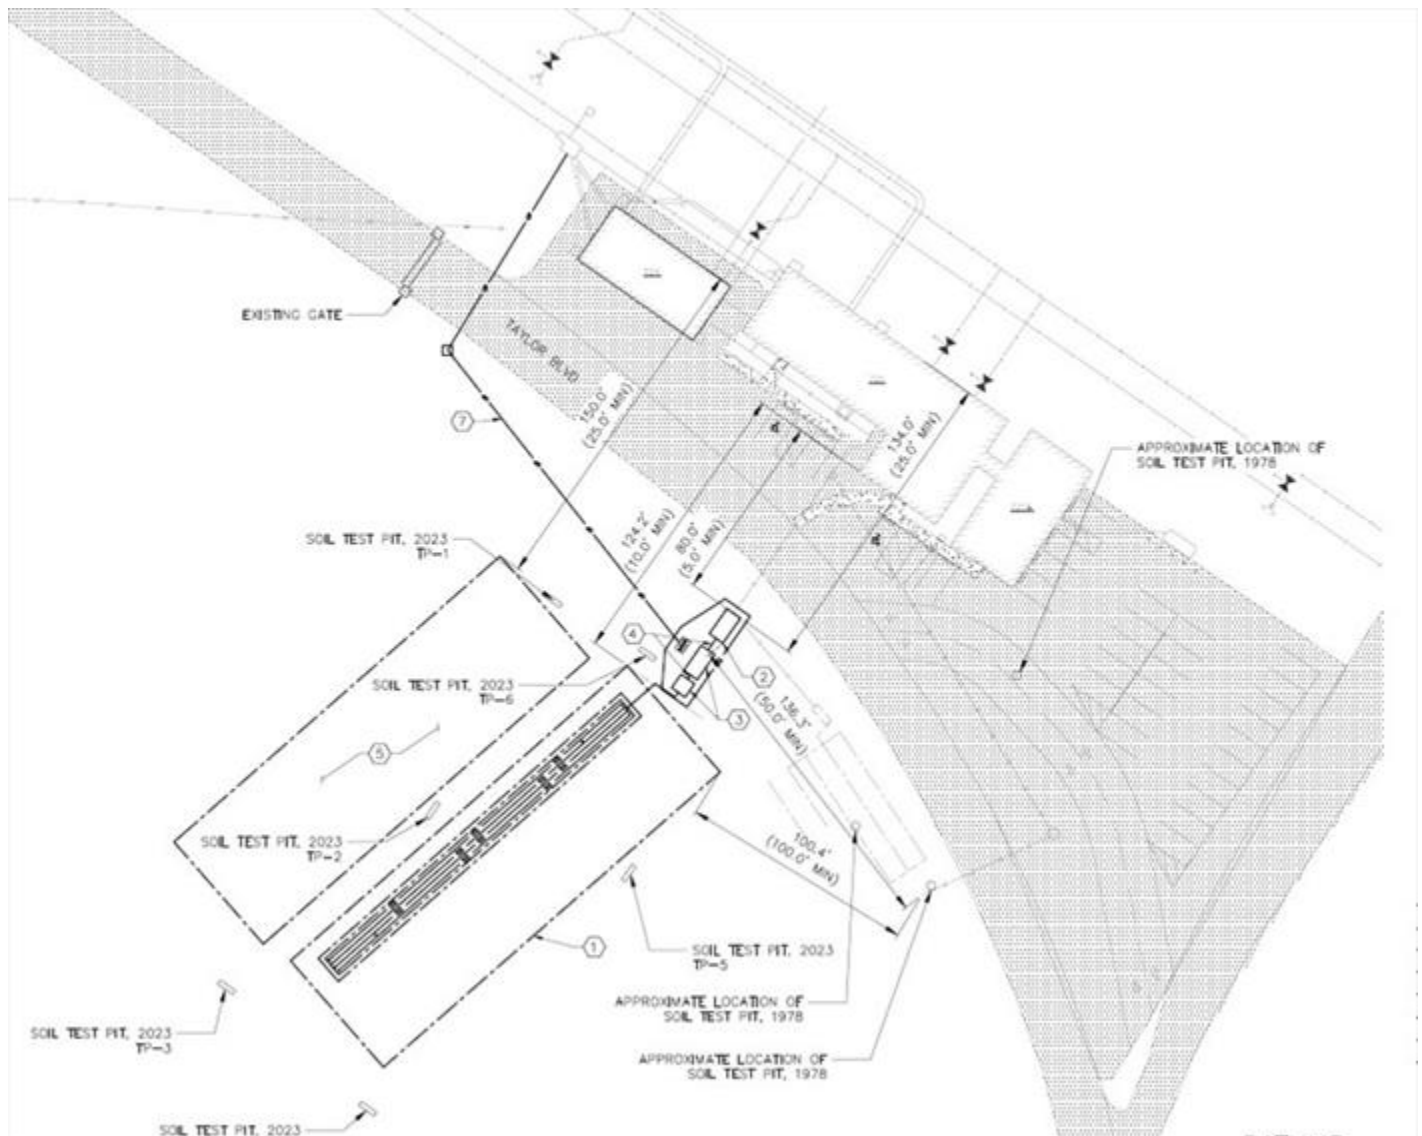 EXISTING GATE
TAYLOR BLVD
150.0'
(25.0' MIN)
7
134.0'
(25.0' MIN)
APPROXIMATE LOCATION OF
SOIL TEST PIT, 1978
124.2'
(10.0' MIN)
80.0'
(5.0' MIN)
SOIL TEST PIT, 2023
TP-1
4
2
SOIL TEST PIT, 2023
TP-6
3
136.3'
(50.0' MIN)
5
SOIL TEST PIT, 2023
TP-2
100.4'
(100.0' MIN)
1
SOIL TEST PIT, 2023
TP-5
APPROXIMATE LOCATION OF
SOIL TEST PIT, 1978
SOIL TEST PIT, 2023
TP-3
APPROXIMATE LOCATION OF
SOIL TEST PIT, 1978
SOIL TEST PIT, 2023